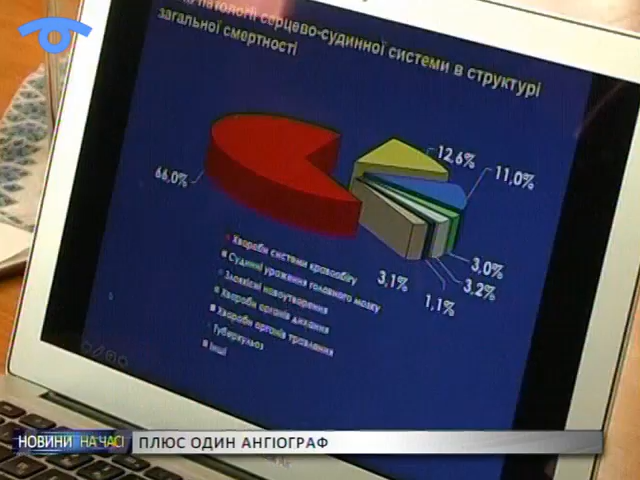 патології серцево-судинної системи в структурі
загальної смертності
12,6%
11,0%
66,0%
3,0%
3,2%
1,1%
3,1%
Хвороби системи кровообігу
Судинні ураження головного мозку
Злоякісні новоутворення
Хвороби органів дихання
Хвороби органів травлення
Туберкульоз
Інші
НОВИНИ НА ЧАСІ ПЛЮС ОДИН АНГІОГРАФ